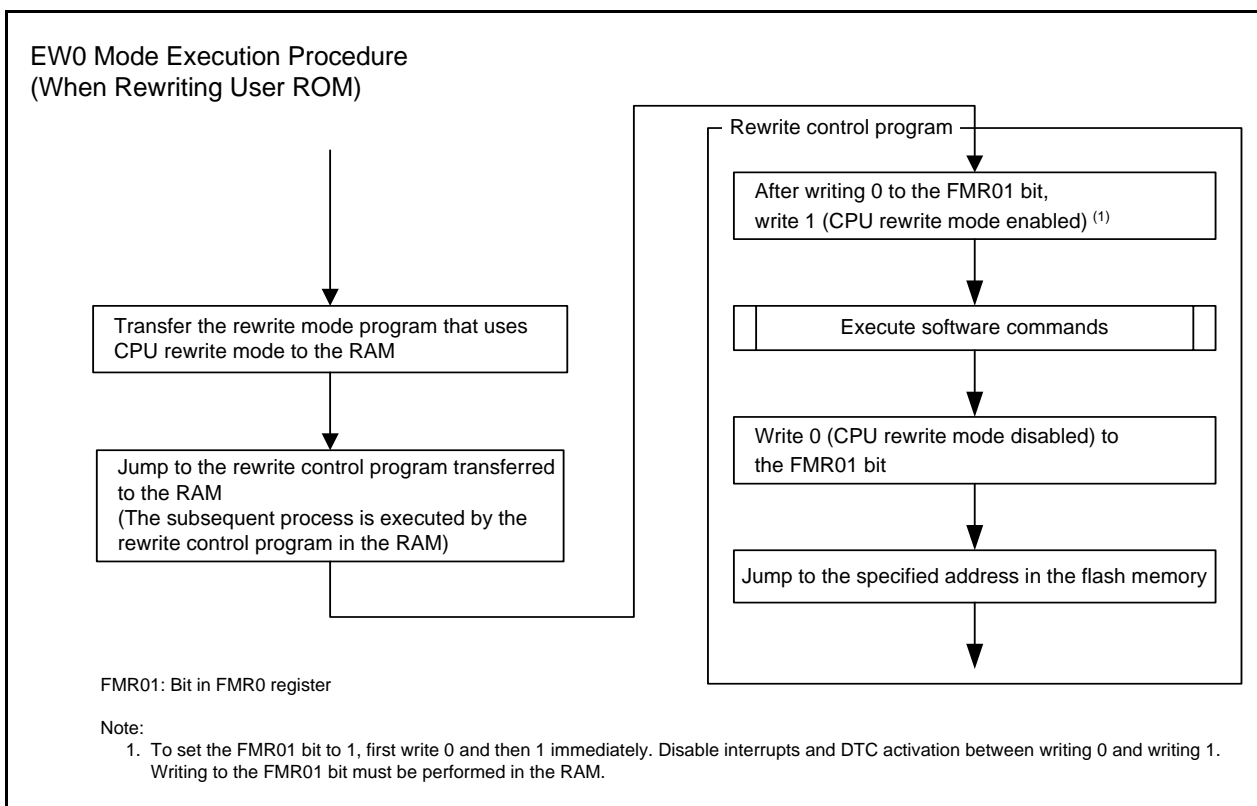 EW0 Mode Execution Procedure
(When Rewriting User ROM)
Transfer the rewrite mode program that uses
CPU rewrite mode to the RAM
Jump to the rewrite control program transferred
to the RAM
(The subsequent process is executed by the
rewrite control program in the RAM)
Rewrite control program
After writing 0 to the FMR01 bit,
write 1 (CPU rewrite mode enabled) (1)
Execute software commands
Write 0 (CPU rewrite mode disabled) to
the FMR01 bit
Jump to the specified address in the flash memory
FMR01: Bit in FMR0 register
Note:
1. To set the FMR01 bit to 1, first write 0 and then 1 immediately. Disable interrupts and DTC activation between writing 0 and writing 1.
Writing to the FMR01 bit must be performed in the RAM.